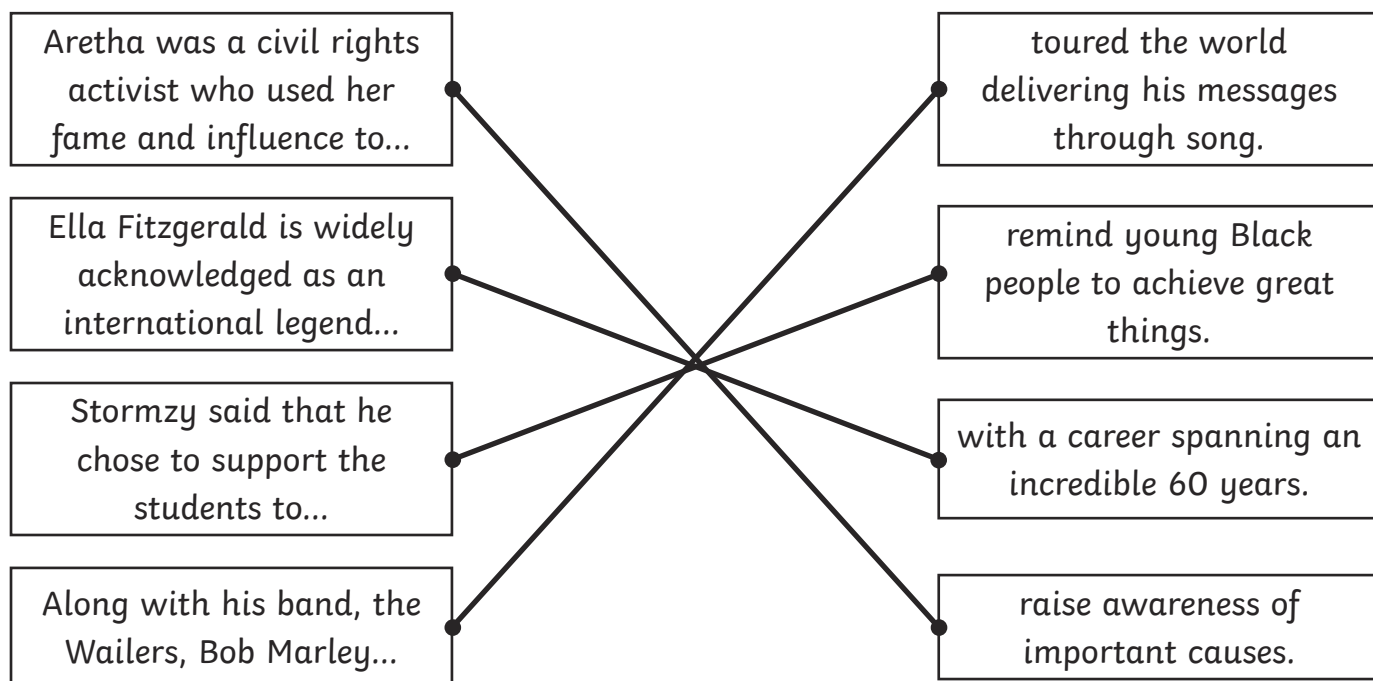 Aretha was a civil rights
activist who used her
fame and influence to...
Ella Fitzgerald is widely
acknowledged as an
international legend...
Stormzy said that he
chose to support the
students to...
Along with his band, the
Wailers, Bob Marley...
toured the world
delivering his messages
through song.
remind young Black
people to achieve great
things.
with a career spanning an
incredible 60 years.
raise awareness of
important causes.